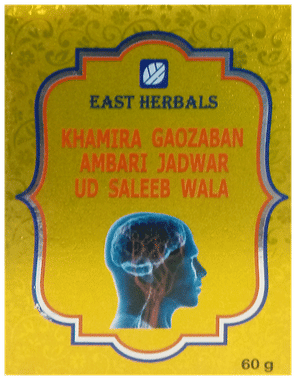 EAST HERBALS
KHAMIRA GAOZABAN
AMBARI JADWAR
UD SALEEB WALA
60 g